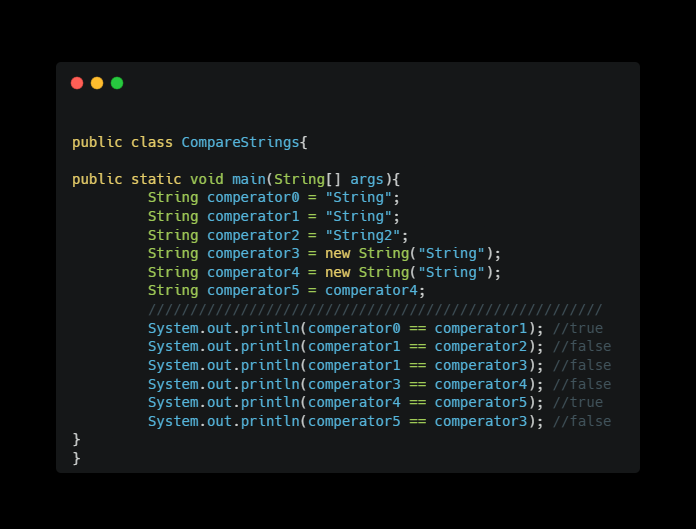 public class CompareStrings{
public static void main(String[] args){
String comperator0 = "String";
String comperator1 = "String";
String comperator2 = "String2";
String comperator3 = new String("String");
String comperator4 = new String("String");
String comperator5 = comperator4;
//////////////////////////////////////////////////////
System.out.println(comperator0 == comperator1); //true
System.out.println(comperator1 == comperator2); //false
System.out.println(comperator1 == comperator3); //false
System.out.println(comperator3 == comperator4); //false
System.out.println(comperator4 == comperator5); //true
System.out.println(comperator5 == comperator3); //false
}
}